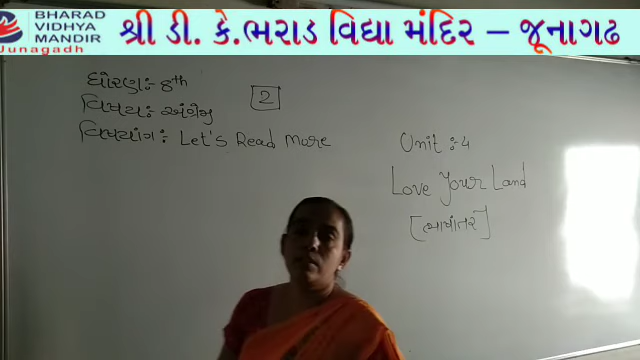 BHARAD
VIDHYA
MANDIR
Junagadh
શ્રી ડી. કે.ભરાડ વિદ્યા મંદિર – જૂનાગઢ
ધોરણ:- 8th
2
વિષય:- અંગ્રેજી
વિષયાંગ: Let's Read More
Unit :- 4
Love Your Land
[ભાષાંતર]